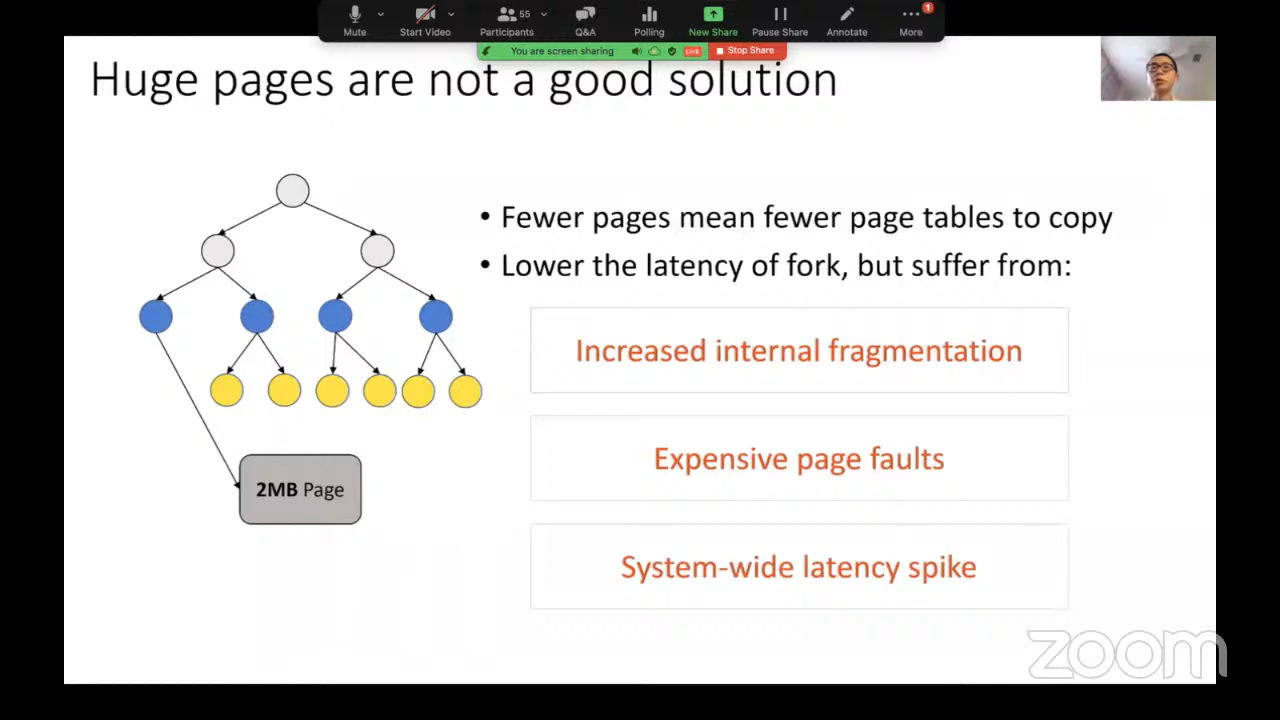 Mute
Start Video
55
Participants
Q&A
Polling
New Share
Pause Share
Annotate
1
More
You are screen sharing
LIVE
Stop Share
Huge pages are not a good solution
• Fewer pages mean fewer page tables to copy
• Lower the latency of fork, but suffer from:
Increased internal fragmentation
Expensive page faults
2MB Page
System-wide latency spike
zoom